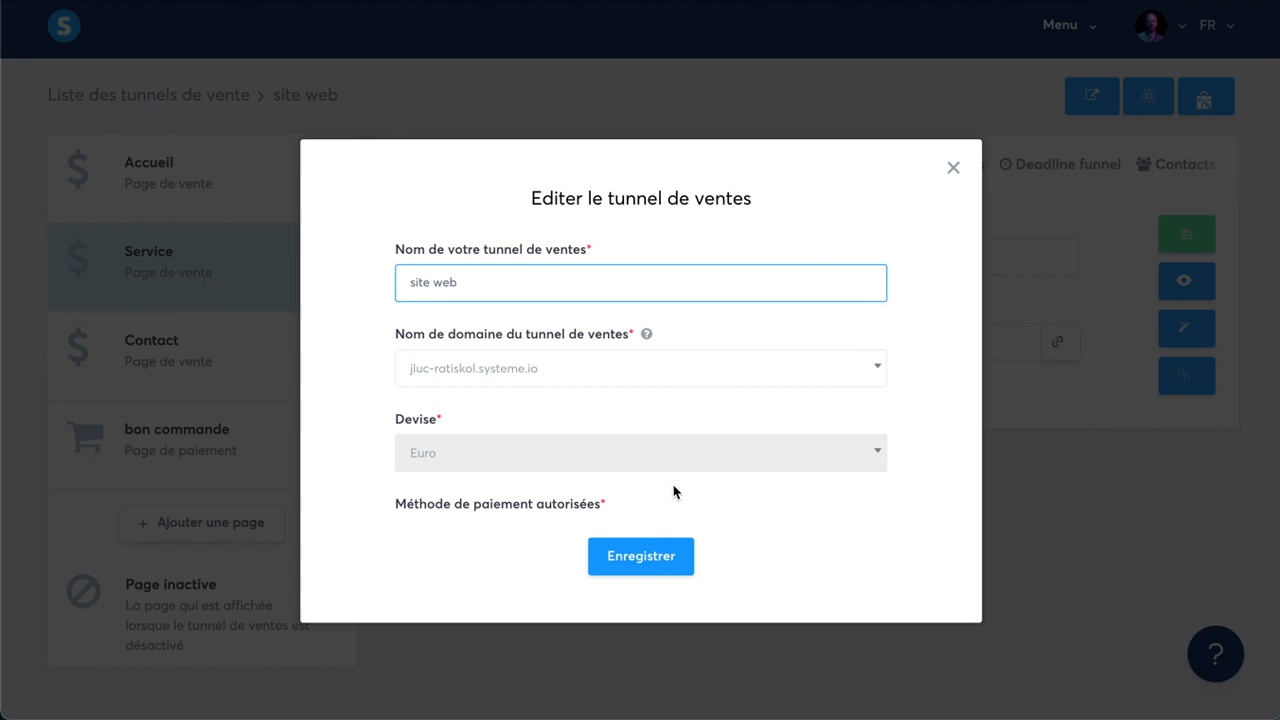 S
Menu
FR
Liste des tunnels de vente > site web
Accueil
Page de vente
Service
Page de vente
Contact
Page de vente
bon commande
Page de paiement
+ Ajouter une page
Page inactive
La page qui est affichée
lorsque le tunnel de ventes est
désactivé
Deadline funnel
Contacts
×
Editer le tunnel de ventes
Nom de votre tunnel de ventes*
site web
Nom de domaine du tunnel de ventes* ?
jluc-ratiskol.systeme.io
Devise*
Euro
Méthode de paiement autorisées*
Enregistrer
?